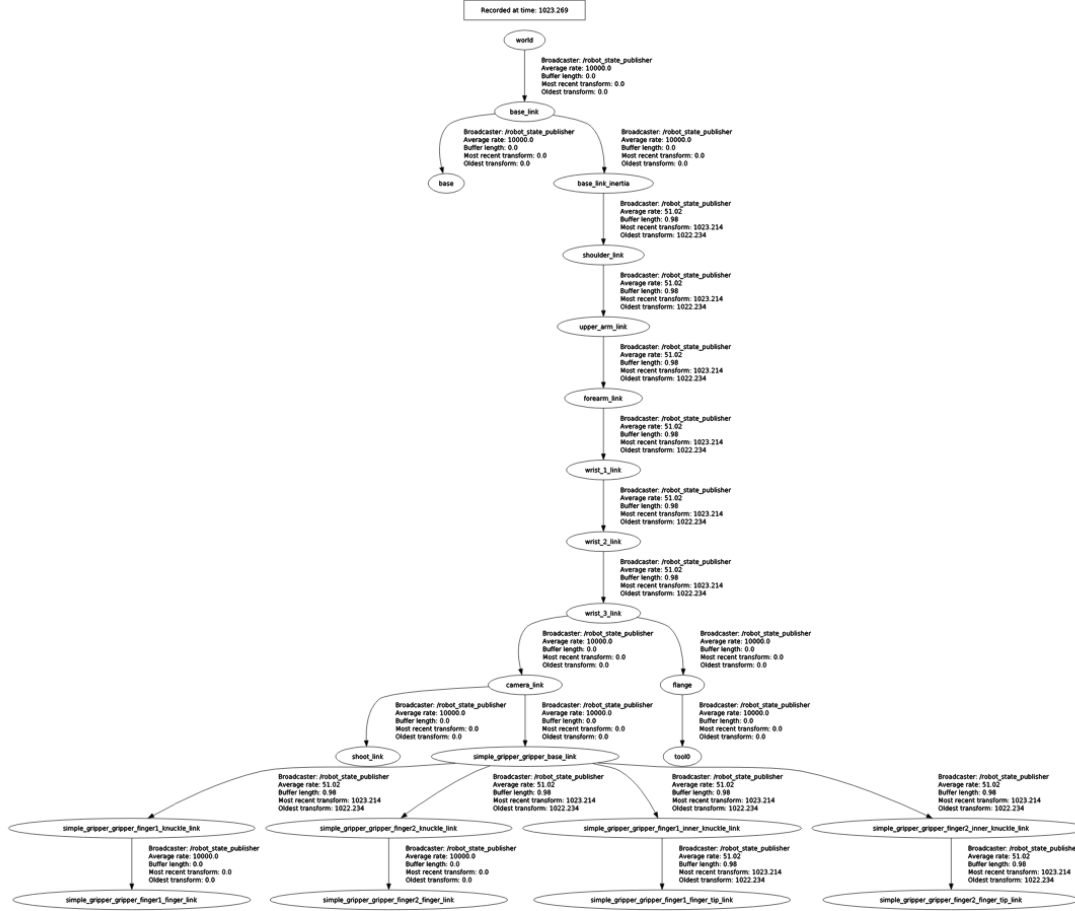 Recorded at time: 1023.269
world
Broadcaster: /robot_state_publisher
Average rate: 10000.0
Buffer length: 0.0
Most recent transform: 0.0
Oldest transform: 0.0
base_link
Broadcaster: /robot_state_publisher
Average rate: 10000.0
Buffer length: 0.0
Most recent transform: 0.0
Oldest transform: 0.0
Broadcaster: /robot_state_publisher
Average rate: 10000.0
Buffer length: 0.0
Most recent transform: 0.0
Oldest transform: 0.0
base
base_link_inertia
Broadcaster: /robot_state_publisher
Average rate: 51.02
Buffer length: 0.98
Most recent transform: 1023.214
Oldest transform: 1022.234
shoulder_link
Broadcaster: /robot_state_publisher
Average rate: 51.02
Buffer length: 0.98
Most recent transform: 1023.214
Oldest transform: 1022.234
upper_arm_link
Broadcaster: /robot_state_publisher
Average rate: 51.02
Buffer length: 0.98
Most recent transform: 1023.214
Oldest transform: 1022.234
forearm_link
Broadcaster: /robot_state_publisher
Average rate: 51.02
Buffer length: 0.98
Most recent transform: 1023.214
Oldest transform: 1022.234
wrist_1_link
Broadcaster: /robot_state_publisher
Average rate: 51.02
Buffer length: 0.98
Most recent transform: 1023.214
Oldest transform: 1022.234
wrist_2_link
Broadcaster: /robot_state_publisher
Average rate: 51.02
Buffer length: 0.98
Most recent transform: 1023.214
Oldest transform: 1022.234
wrist_3_link
Broadcaster: /robot_state_publisher
Average rate: 10000.0
Buffer length: 0.0
Most recent transform: 0.0
Oldest transform: 0.0
Broadcaster: /robot_state_publisher
Average rate: 10000.0
Buffer length: 0.0
Most recent transform: 0.0
Oldest transform: 0.0
camera_link
flange
Broadcaster: /robot_state_publisher
Average rate: 10000.0
Buffer length: 0.0
Most recent transform: 0.0
Oldest transform: 0.0
Broadcaster: /robot_state_publisher
Average rate: 10000.0
Buffer length: 0.0
Most recent transform: 0.0
Oldest transform: 0.0
Broadcaster: /robot_state_publisher
Average rate: 10000.0
Buffer length: 0.0
Most recent transform: 0.0
Oldest transform: 0.0
shoot_link
simple_gripper_gripper_base_link
tool0
Broadcaster: /robot_state_publisher
Average rate: 51.02
Buffer length: 0.98
Most recent transform: 1023.214
Oldest transform: 1022.234
Broadcaster: /robot_state_publisher
Average rate: 51.02
Buffer length: 0.98
Most recent transform: 1023.214
Oldest transform: 1022.234
Broadcaster: /robot_state_publisher
Average rate: 51.02
Buffer length: 0.98
Most recent transform: 1023.214
Oldest transform: 1022.234
Broadcaster: /robot_state_publisher
Average rate: 51.02
Buffer length: 0.98
Most recent transform: 1023.214
Oldest transform: 1022.234
simple_gripper_gripper_finger1_knuckle_link
simple_gripper_gripper_finger2_knuckle_link
simple_gripper_gripper_finger1_inner_knuckle_link
simple_gripper_gripper_finger2_inner_knuckle_link
Broadcaster: /robot_state_publisher
Average rate: 10000.0
Buffer length: 0.0
Most recent transform: 0.0
Oldest transform: 0.0
Broadcaster: /robot_state_publisher
Average rate: 10000.0
Buffer length: 0.0
Most recent transform: 0.0
Oldest transform: 0.0
Broadcaster: /robot_state_publisher
Average rate: 51.02
Buffer length: 0.98
Most recent transform: 1023.214
Oldest transform: 1022.234
Broadcaster: /robot_state_publisher
Average rate: 51.02
Buffer length: 0.98
Most recent transform: 1023.214
Oldest transform: 1022.234
simple_gripper_gripper_finger1_finger_link
simple_gripper_gripper_finger2_finger_link
simple_gripper_gripper_finger1_finger_tip_link
simple_gripper_gripper_finger2_finger_tip_link